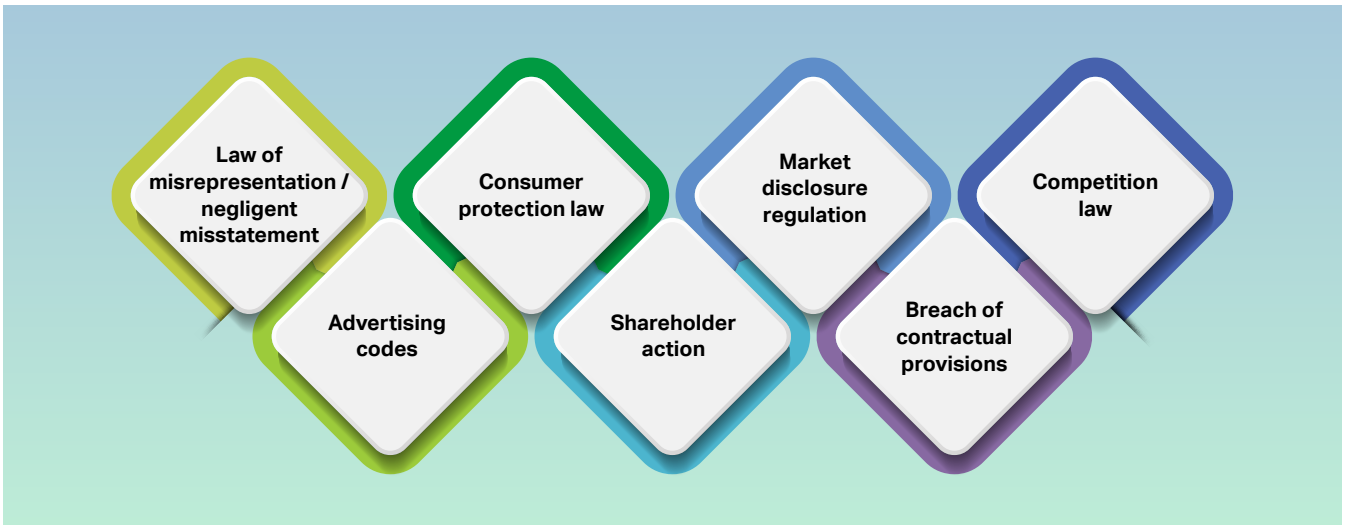 Law of
misrepresentation /
negligent
misstatement
Advertising
codes
Consumer
protection law
Shareholder
action
Market
disclosure
regulation
Breach of
contractual
provisions
Competition
law